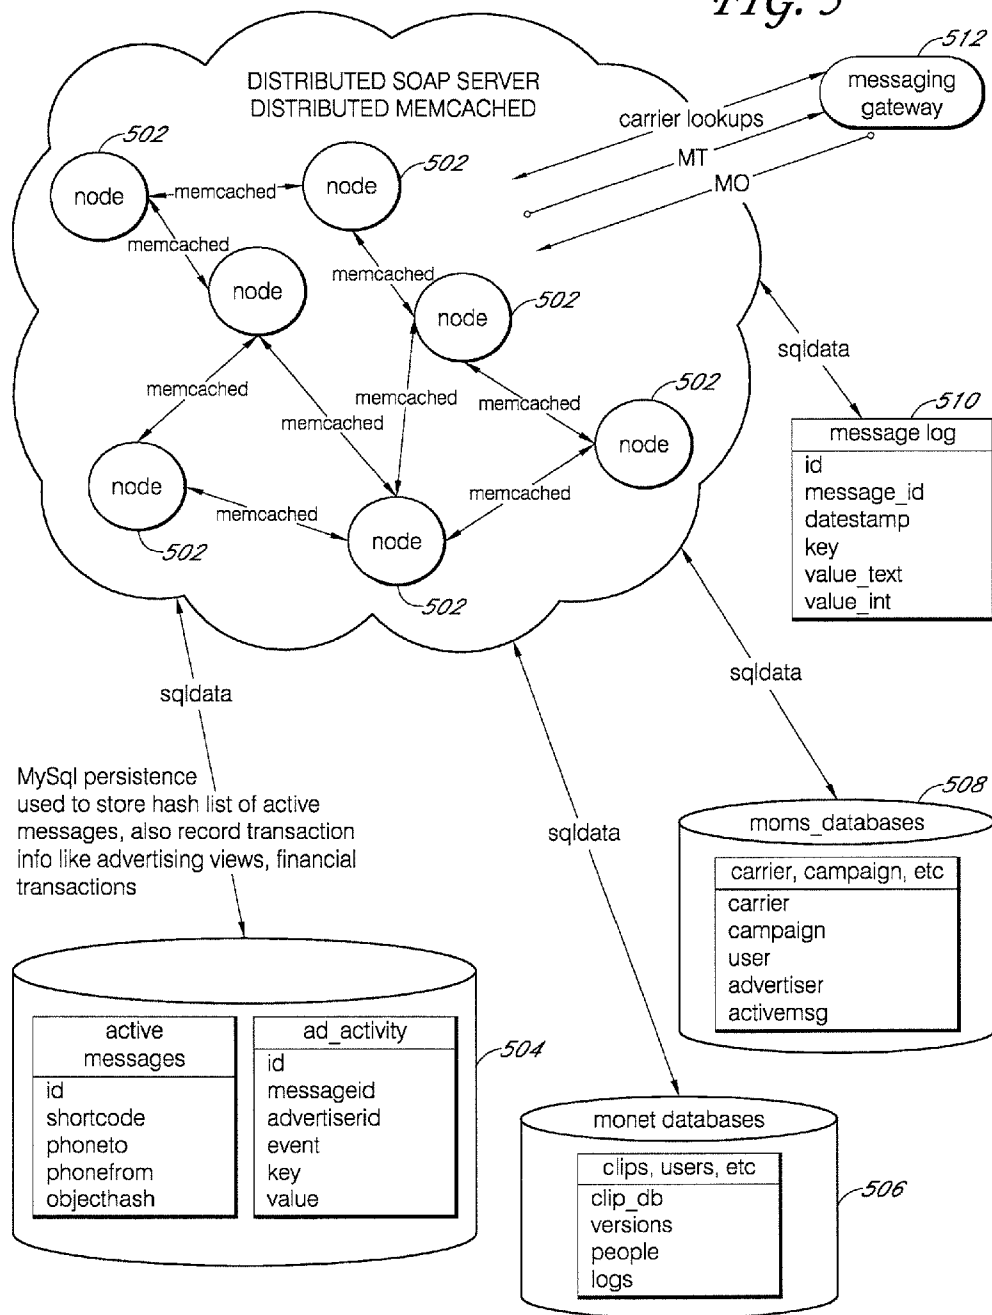 FIG. 5
512
messaging
gateway
DISTRIBUTED SOAP SERVER
DISTRIBUTED MEMCACHED
carrier lookups
MT
MO
502
node
memcached
502
node
memcached
node
memcached
502
node
sqldata
memcached
memcached
memcached
memcached
502
node
510
message log
id
message_id
datestamp
key
value_text
value_int
node
502
memcached
memcached
node
502
sqldata
sqldata
MySql persistence
used to store hash list of active
messages, also record transaction
info like advertising views, financial
transactions
sqldata
508
moms_databases
carrier, campaign, etc
carrier
campaign
user
advertiser
activemsg
504
active
messages
id
shortcode
phoneto
phonefrom
objecthash
ad_activity
id
messageid
advertiserid
event
key
value
506
monet databases
clips, users, etc
clip_db
versions
people
logs